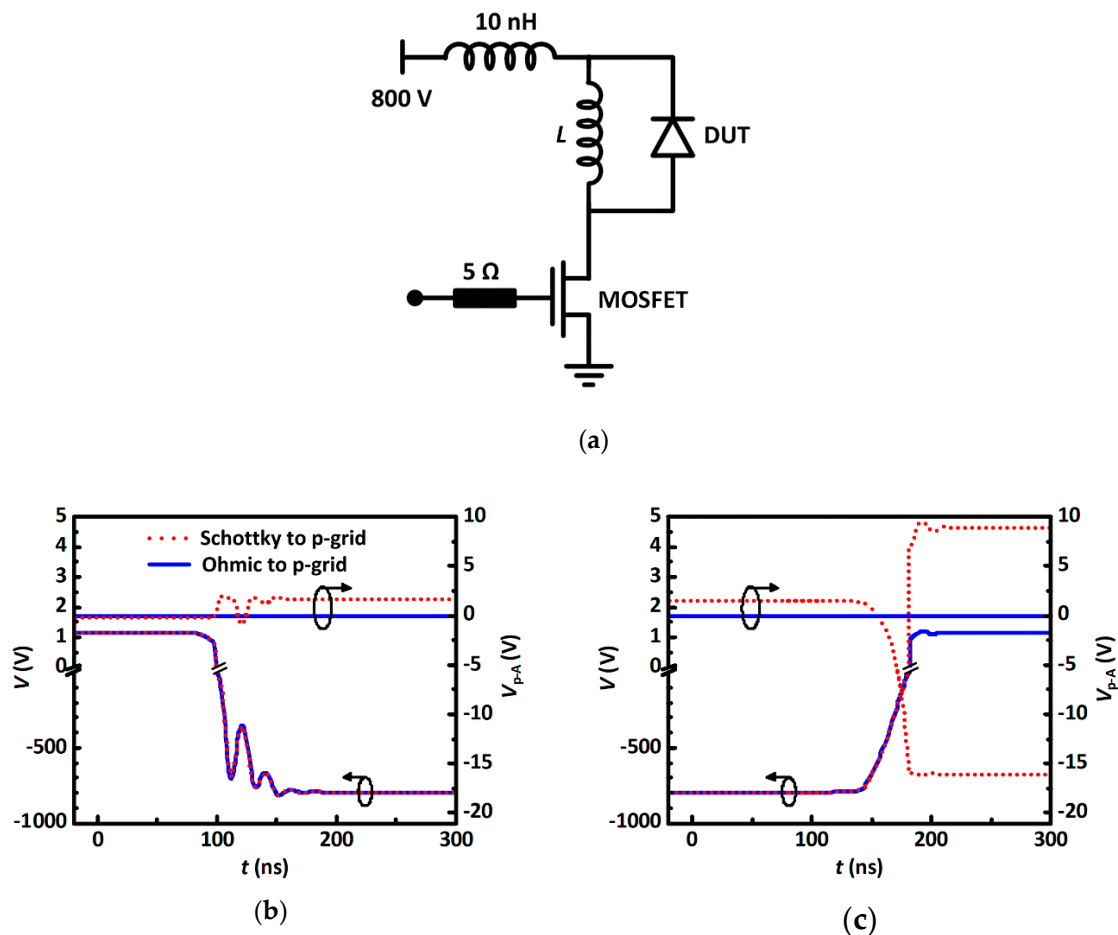 10 nH
800 V
L
DUT
5 Ω
MOSFET
(a)
5
4
3
2
1
0
-500
-1000
V (V)
Schottky to p-grid
Ohmic to p-grid
10
5
0
-5
-10
-15
-20
Vp-A (V)
0 100 200 300
t (ns)
(b)
5
4
3
2
1
0
-500
-1000
V (V)
10
5
0
-5
-10
-15
-20
Vp-A (V)
0 100 200 300
t (ns)
(c)